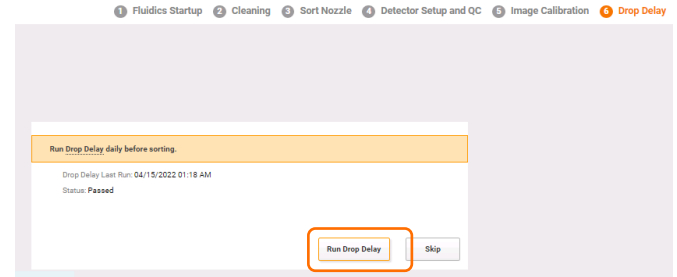 1 Fluidics Startup 2 Cleaning 3 Sort Nozzle 4 Detector Setup and QC 5 Image Calibration 6 Drop Delay
Run Drop Delay daily before sorting.
Drop Delay Last Run: 04/15/2022 01:18 AM
Status: Passed
Run Drop Delay Skip